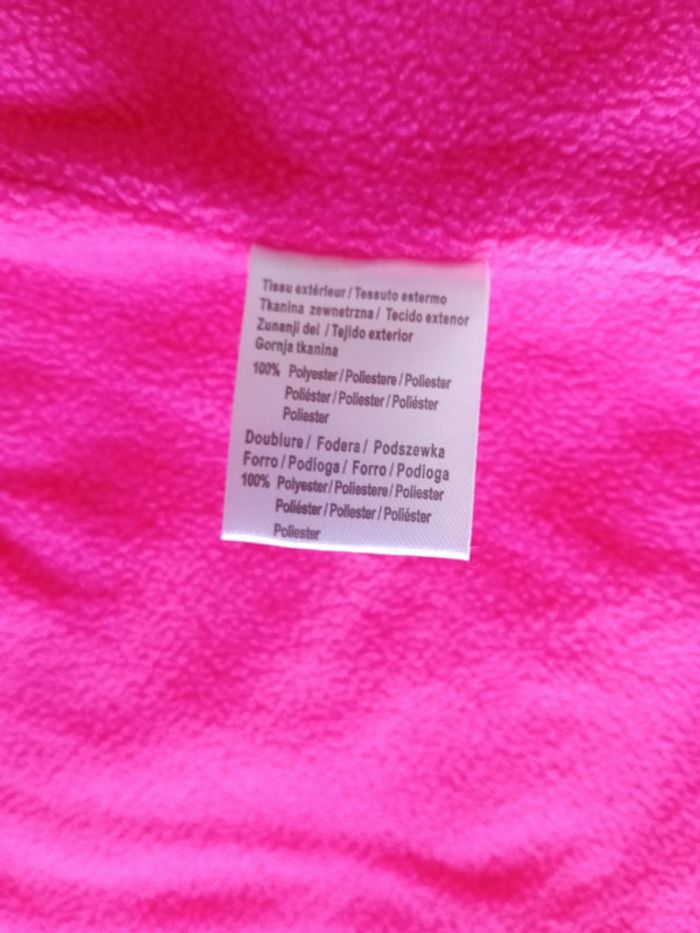 Tissu extérieur / Tessuto estermo
Tkanina zewnetrzna / Tecido extenor
Zunanji del / Tejido exterior
Gornja tkanina
100% Polyester / Poliestere / Poliester
Poliéster / Poliester / Poliéster
Poliester
Doublure / Fodera / Podszewka
Forro / Podloga / Forro / Podloga
100% Polyester / Poliestere / Poliester
Poliéster / Poliester / Poliéster
Poliester